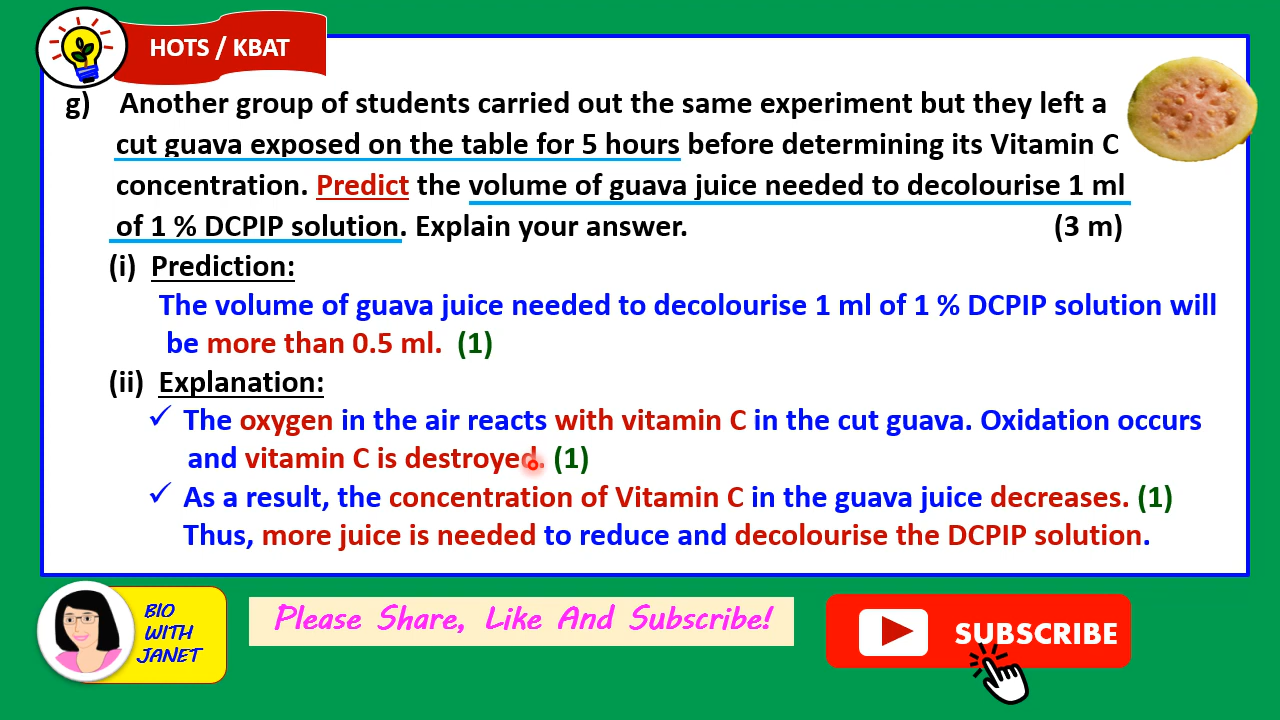 HOTS / KBAT
g) Another group of students carried out the same experiment but they left a
cut guava exposed on the table for 5 hours before determining its Vitamin C
concentration. Predict the volume of guava juice needed to decolourise 1 ml
of 1 % DCPIP solution. Explain your answer. (3 m)
(i) Prediction:
The volume of guava juice needed to decolourise 1 ml of 1 % DCPIP solution will
be more than 0.5 ml. (1)
(ii) Explanation:
✓ The oxygen in the air reacts with vitamin C in the cut guava. Oxidation occurs
and vitamin C is destroyed. (1)
✓ As a result, the concentration of Vitamin C in the guava juice decreases. (1)
Thus, more juice is needed to reduce and decolourise the DCPIP solution.
BIO
WITH
JANET
Please Share, Like And Subscribe!
SUBSCRIBE